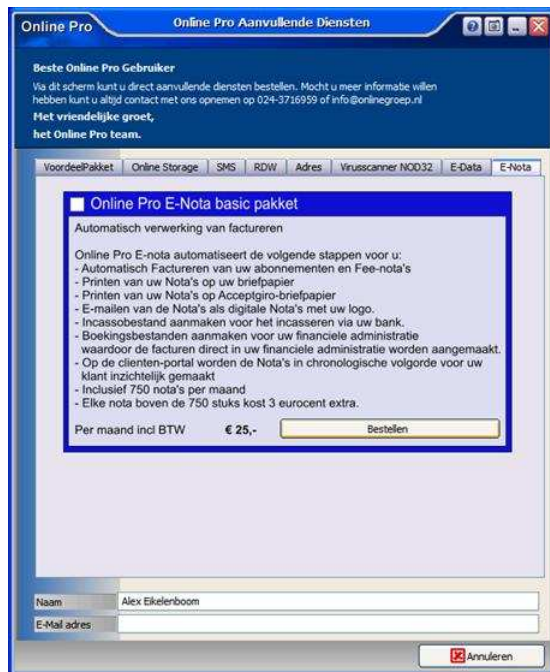 Online Pro
Online Pro Aanvullende Diensten
Beste Online Pro Gebruiker
Via dit scherm kunt u direct aanvullende diensten bestellen. Mocht u meer informatie willen
hebben kunt u altijd contact met ons opnemen op 024-3716959 of info@onlinegroep.nl
Met vriendelijke groet,
het Online Pro team.
VoordeelPakket Online Storage SMS RDW Adres Virusscanner NOD32 E-Data E-Nota
Online Pro E-Nota basic pakket
Automatisch verwerking van factureren
Online Pro E-nota automatiseert de volgende stappen voor u:
- Automatisch Factureren van uw abonnementen en Fee-nota's
- Printen van uw Nota's op uw briefpapier
- Printen van uw Nota's op Acceptgiro-briefpapier
- E-mailen van de Nota's als digitale Nota's met uw logo.
- Incassobestand aanmaken voor het incasseren via uw bank.
- Boekingsbestanden aanmaken voor uw financiele administratie
waardoor de facturen direct in uw financiele administratie worden aangemaakt.
- Op de clienten-portal worden de Nota's in chronologische volgorde voor uw
klant inzichtelijk gemaakt
- Inclusief 750 nota's per maand
- Elke nota boven de 750 stuks kost 3 eurocent extra.
Per maand incl BTW € 25,- Bestellen
Naam Alex Eikelenboom
E-Mail adres
Annuleren